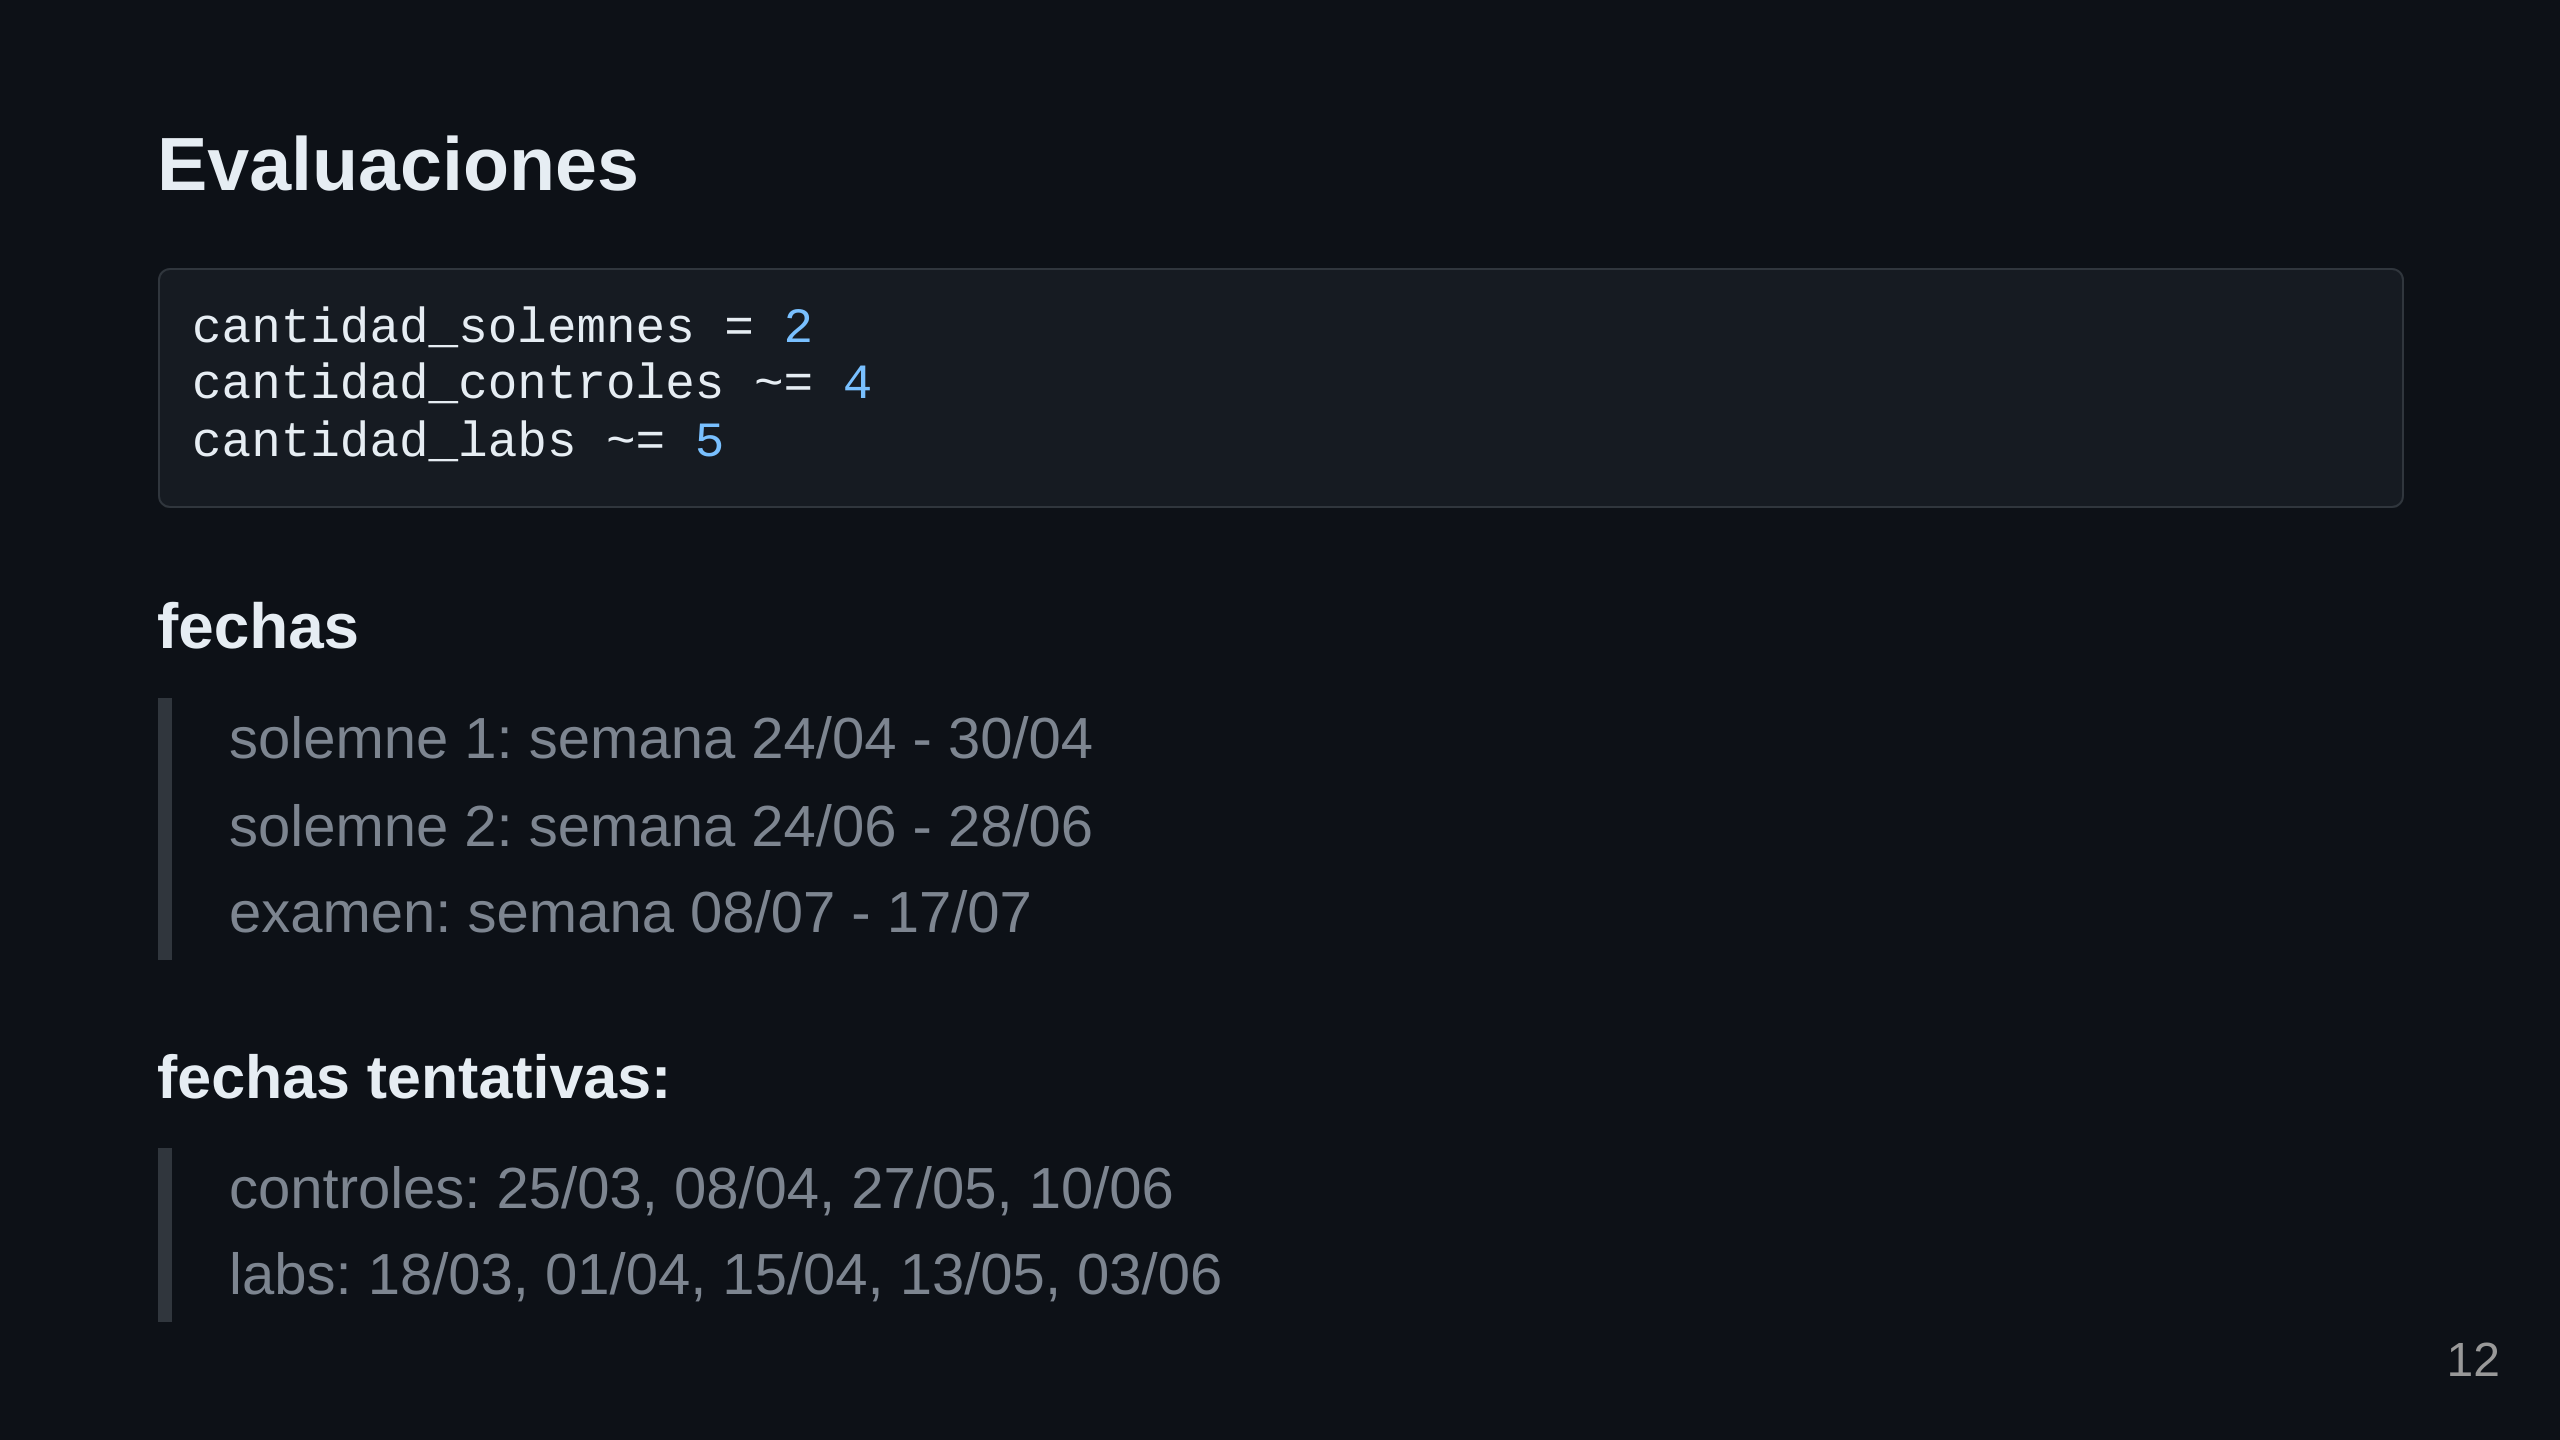 Evaluaciones
cantidad_solemnes = 2
cantidad_controles ~= 4
cantidad_labs ~= 5
fechas
solemne 1: semana 24/04 - 30/04
solemne 2: semana 24/06 - 28/06
examen: semana 08/07 - 17/07
fechas tentativas:
controles: 25/03, 08/04, 27/05, 10/06
labs: 18/03, 01/04, 15/04, 13/05, 03/06
12